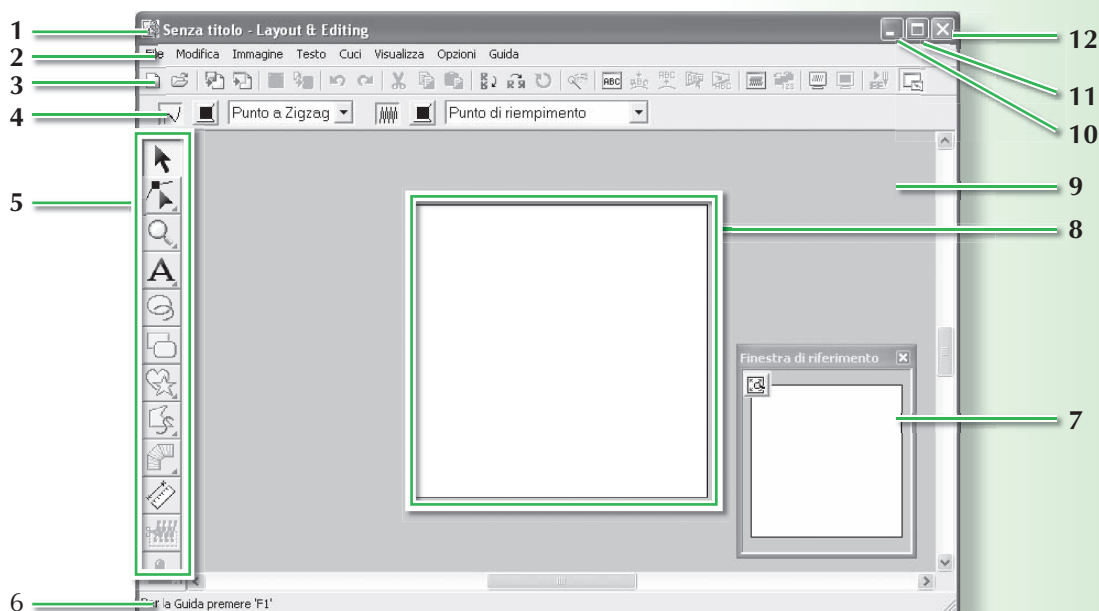 1
Senza titolo - Layout & Editing
12
2
File Modifica Immagine Testo Cuci Visualizza Opzioni Guida
3
ABC
11
4
Punto a Zigzag
Punto di riempimento
10
5
9
8
Finestra di riferimento
7
6
Per la Guida premere 'F1'